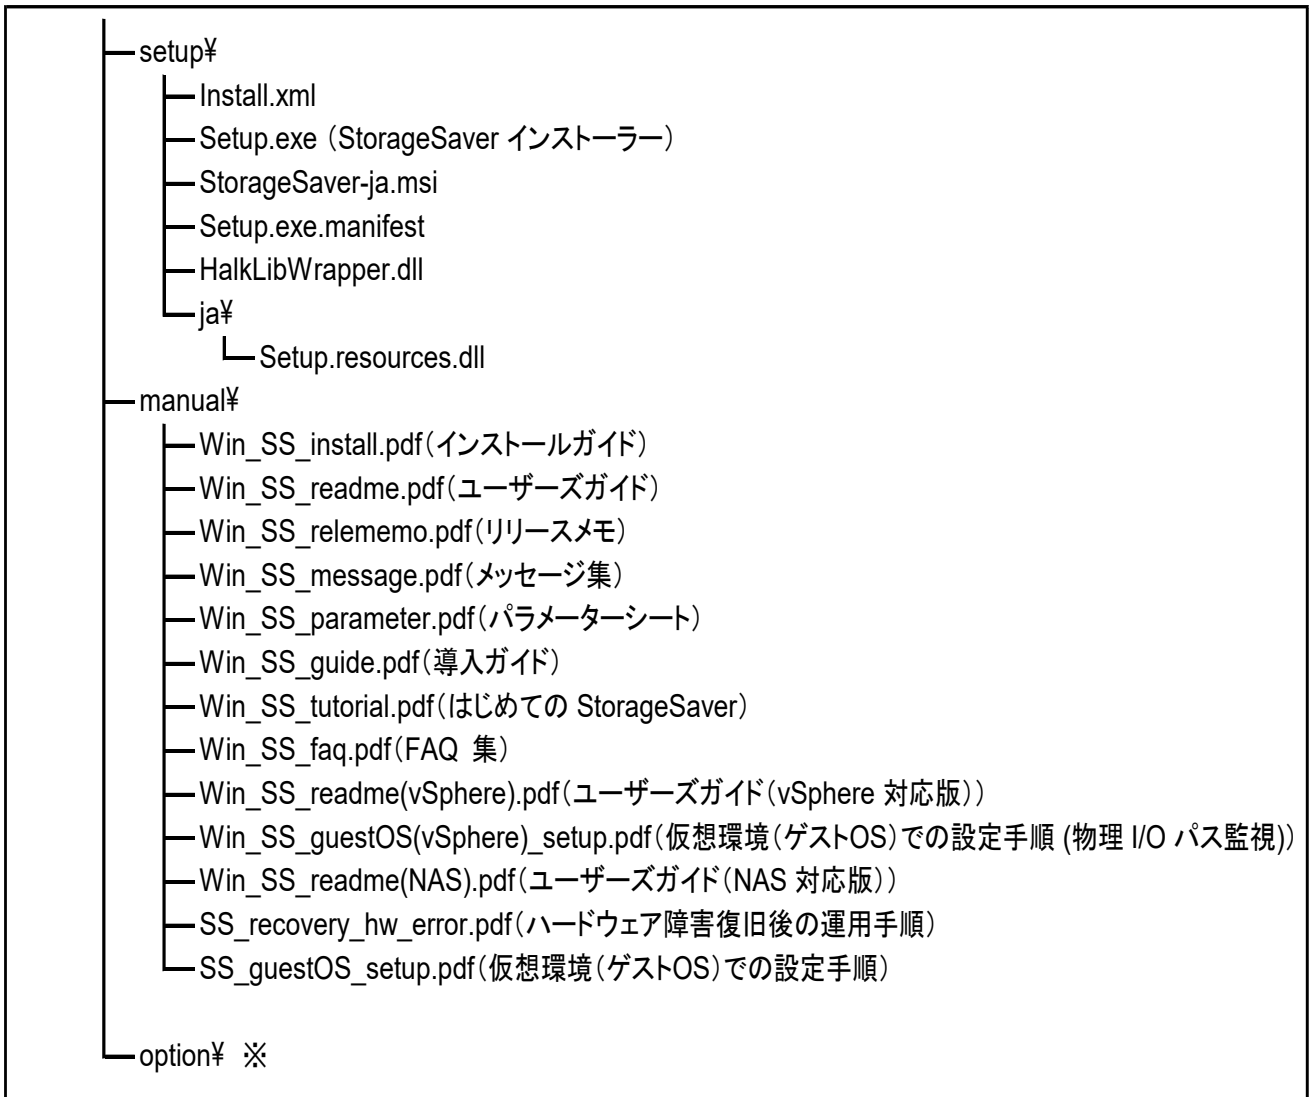 setup¥
Install.xml
Setup.exe（StorageSaver インストーラー）
StorageSaver-ja.msi
Setup.exe.manifest
HalkLibWrapper.dll
ja¥
Setup.resources.dll
manual¥
Win_SS_install.pdf（インストールガイド）
Win_SS_readme.pdf（ユーザーズガイド）
Win_SS_relememo.pdf（リリースメモ）
Win_SS_message.pdf（メッセージ集）
Win_SS_parameter.pdf（パラメーターシート）
Win_SS_guide.pdf（導入ガイド）
Win_SS_tutorial.pdf（はじめての StorageSaver）
Win_SS_faq.pdf（FAQ 集）
Win_SS_readme(vSphere).pdf（ユーザーズガイド（vSphere 対応版））
Win_SS_guestOS(vSphere)_setup.pdf（仮想環境（ゲストOS）での設定手順 (物理 I/O パス監視)）
Win_SS_readme(NAS).pdf（ユーザーズガイド（NAS 対応版））
SS_recovery_hw_error.pdf（ハードウェア障害復旧後の運用手順）
SS_guestOS_setup.pdf（仮想環境（ゲストOS）での設定手順）
option¥ ※